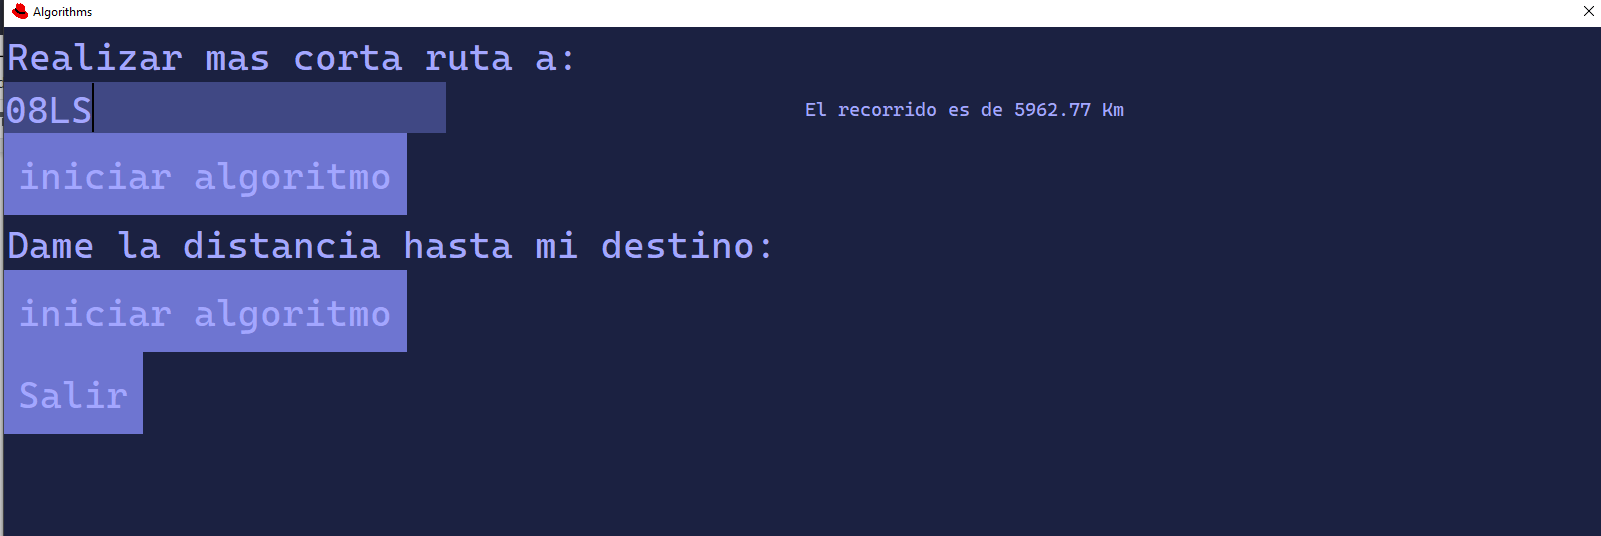 Algorithms
Realizar mas corta ruta a:
08LS
El recorrido es de 5962.77 Km
iniciar algoritmo
Dame la distancia hasta mi destino:
iniciar algoritmo
Salir